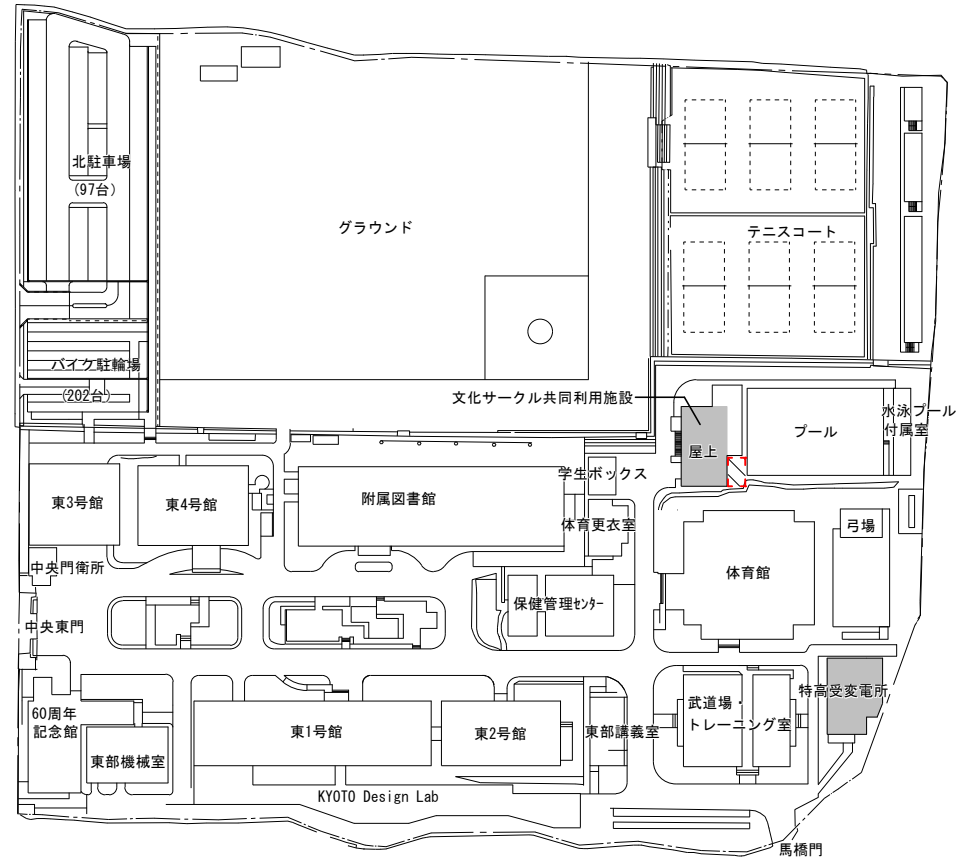 北駐車場
(97台)
グラウンド
テニスコート
バイク駐輪場
(202台)
文化サークル共同利用施設
屋上
プール
水泳プール
付属室
東3号館
東4号館
附属図書館
学生ボックス
体育更衣室
弓場
体育館
中央門衛所
保健管理センター
中央東門
60周年
記念館
東部機械室
東1号館
東2号館
東部講義室
武道場・
トレーニング室
特高受変電所
KYOTO Design Lab
馬橋門